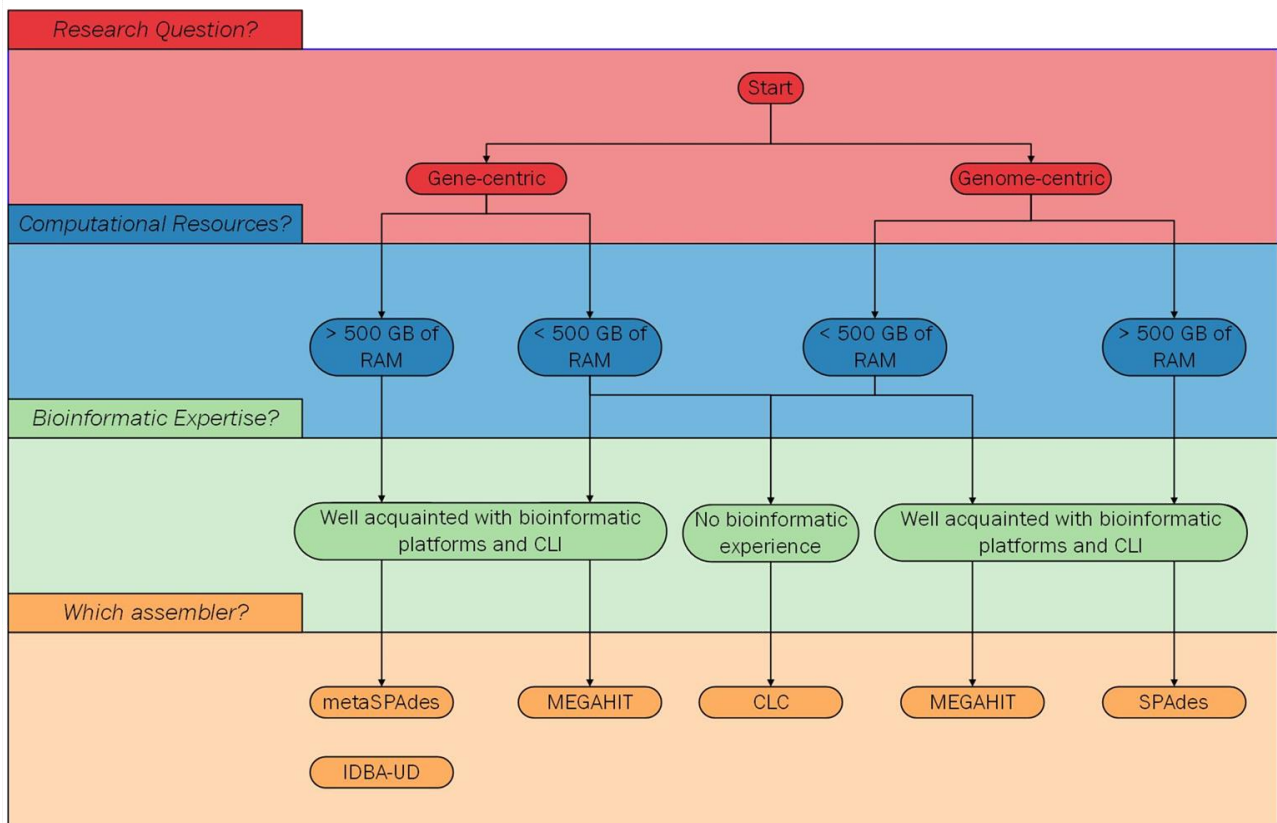 Research Question?
Start
Gene-centric
Genome-centric
Computational Resources?
> 500 GB of
RAM
< 500 GB of
RAM
< 500 GB of
RAM
> 500 GB of
RAM
Bioinformatic Expertise?
Well acquainted with bioinformatic
platforms and CLI
No bioinformatic
experience
Well acquainted with bioinformatic
platforms and CLI
Which assembler?
metaSPAdes
MEGAHIT
CLC
MEGAHIT
SPAdes
IDBA-UD